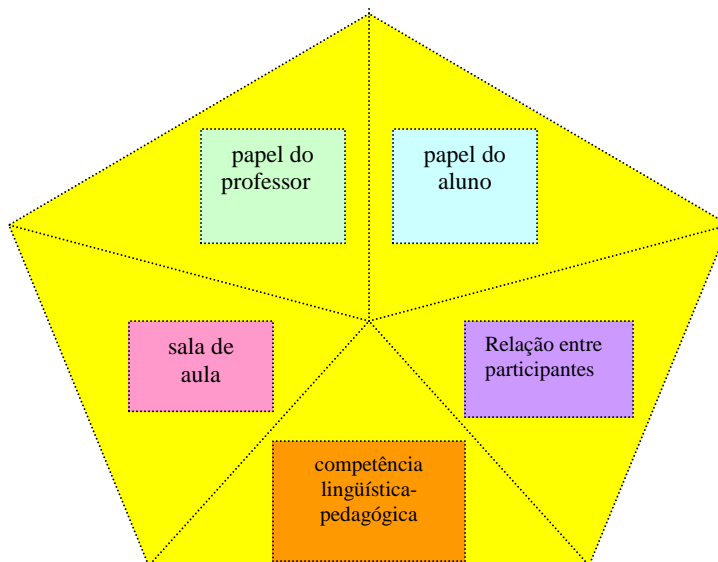 papel do
professor
papel do
aluno
sala de
aula
Relação entre
participantes
competência
lingüística-
pedagógica